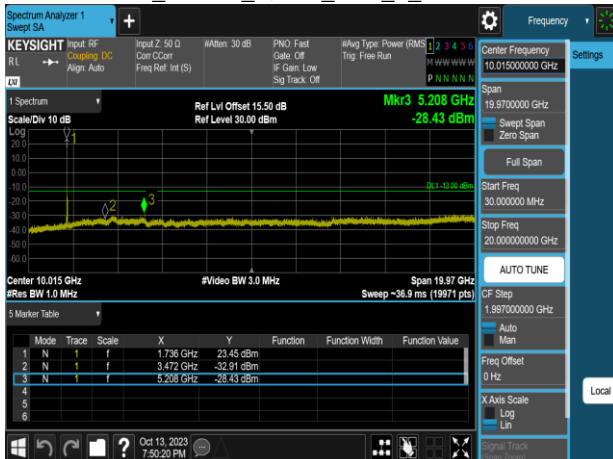 Spectrum Analyzer 1
Swept SA
+
Frequency
KEYSIGHT
RL
LXI
Input: RF
Coupling: DC
Align: Auto
Input Z: 50 Ω
Corr CCorr
Freq Ref: Int (S)
#Atten: 30 dB
PNO: Fast
Gate: Off
IF Gain: Low
Sig Track: Off
#Avg Type: Power (RMS
Trig: Free Run
1 2 3 4 5 6
M W W W W W
P N N N N N
1 Spectrum
Scale/Div 10 dB
Ref Lvl Offset 15.50 dB
Ref Level 30.00 dBm
Mkr3 5.208 GHz
-28.43 dBm
Log
20.0
10.0
0.00
-10.0
-20.0
-30.0
-40.0
-50.0
-60.0
1
2
3
DL1 -13.00 dBm
Center 10.015 GHz
#Res BW 1.0 MHz
#Video BW 3.0 MHz
Span 19.97 GHz
Sweep ~36.9 ms (19971 pts)
5 Marker Table
Mode Trace Scale X Y Function Function Width Function Value
1 N 1 f 1.736 GHz 23.45 dBm
2 N 1 f 3.472 GHz -32.91 dBm
3 N 1 f 5.208 GHz -28.43 dBm
4
5
6
?
Oct 13, 2023
7:50:20 PM
Center Frequency
10.015000000 GHz
Settings
Span
19.9700000 GHz
Swept Span
Zero Span
Full Span
Start Freq
30.000000 MHz
Stop Freq
20.000000000 GHz
AUTO TUNE
CF Step
1.997000000 GHz
Auto
Man
Freq Offset
0 Hz
X Axis Scale
Log
Lin
Local
Signal Track